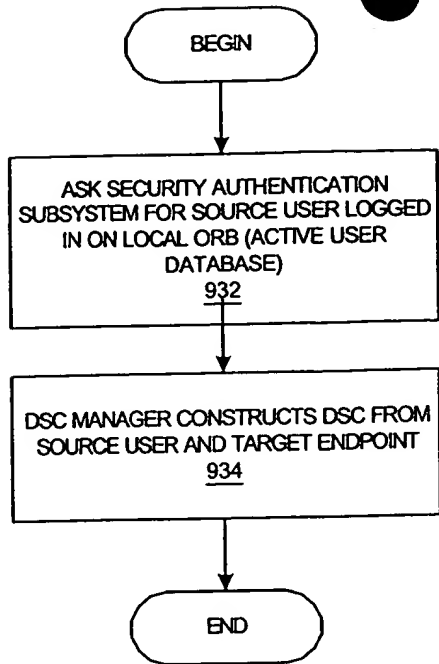 BEGIN
ASK SECURITY AUTHENTICATION
SUBSYSTEM FOR SOURCE USER LOGGED
IN ON LOCAL ORB (ACTIVE USER
DATABASE)
932
DSC MANAGER CONSTRUCTS DSC FROM
SOURCE USER AND TARGET ENDPOINT
934
END